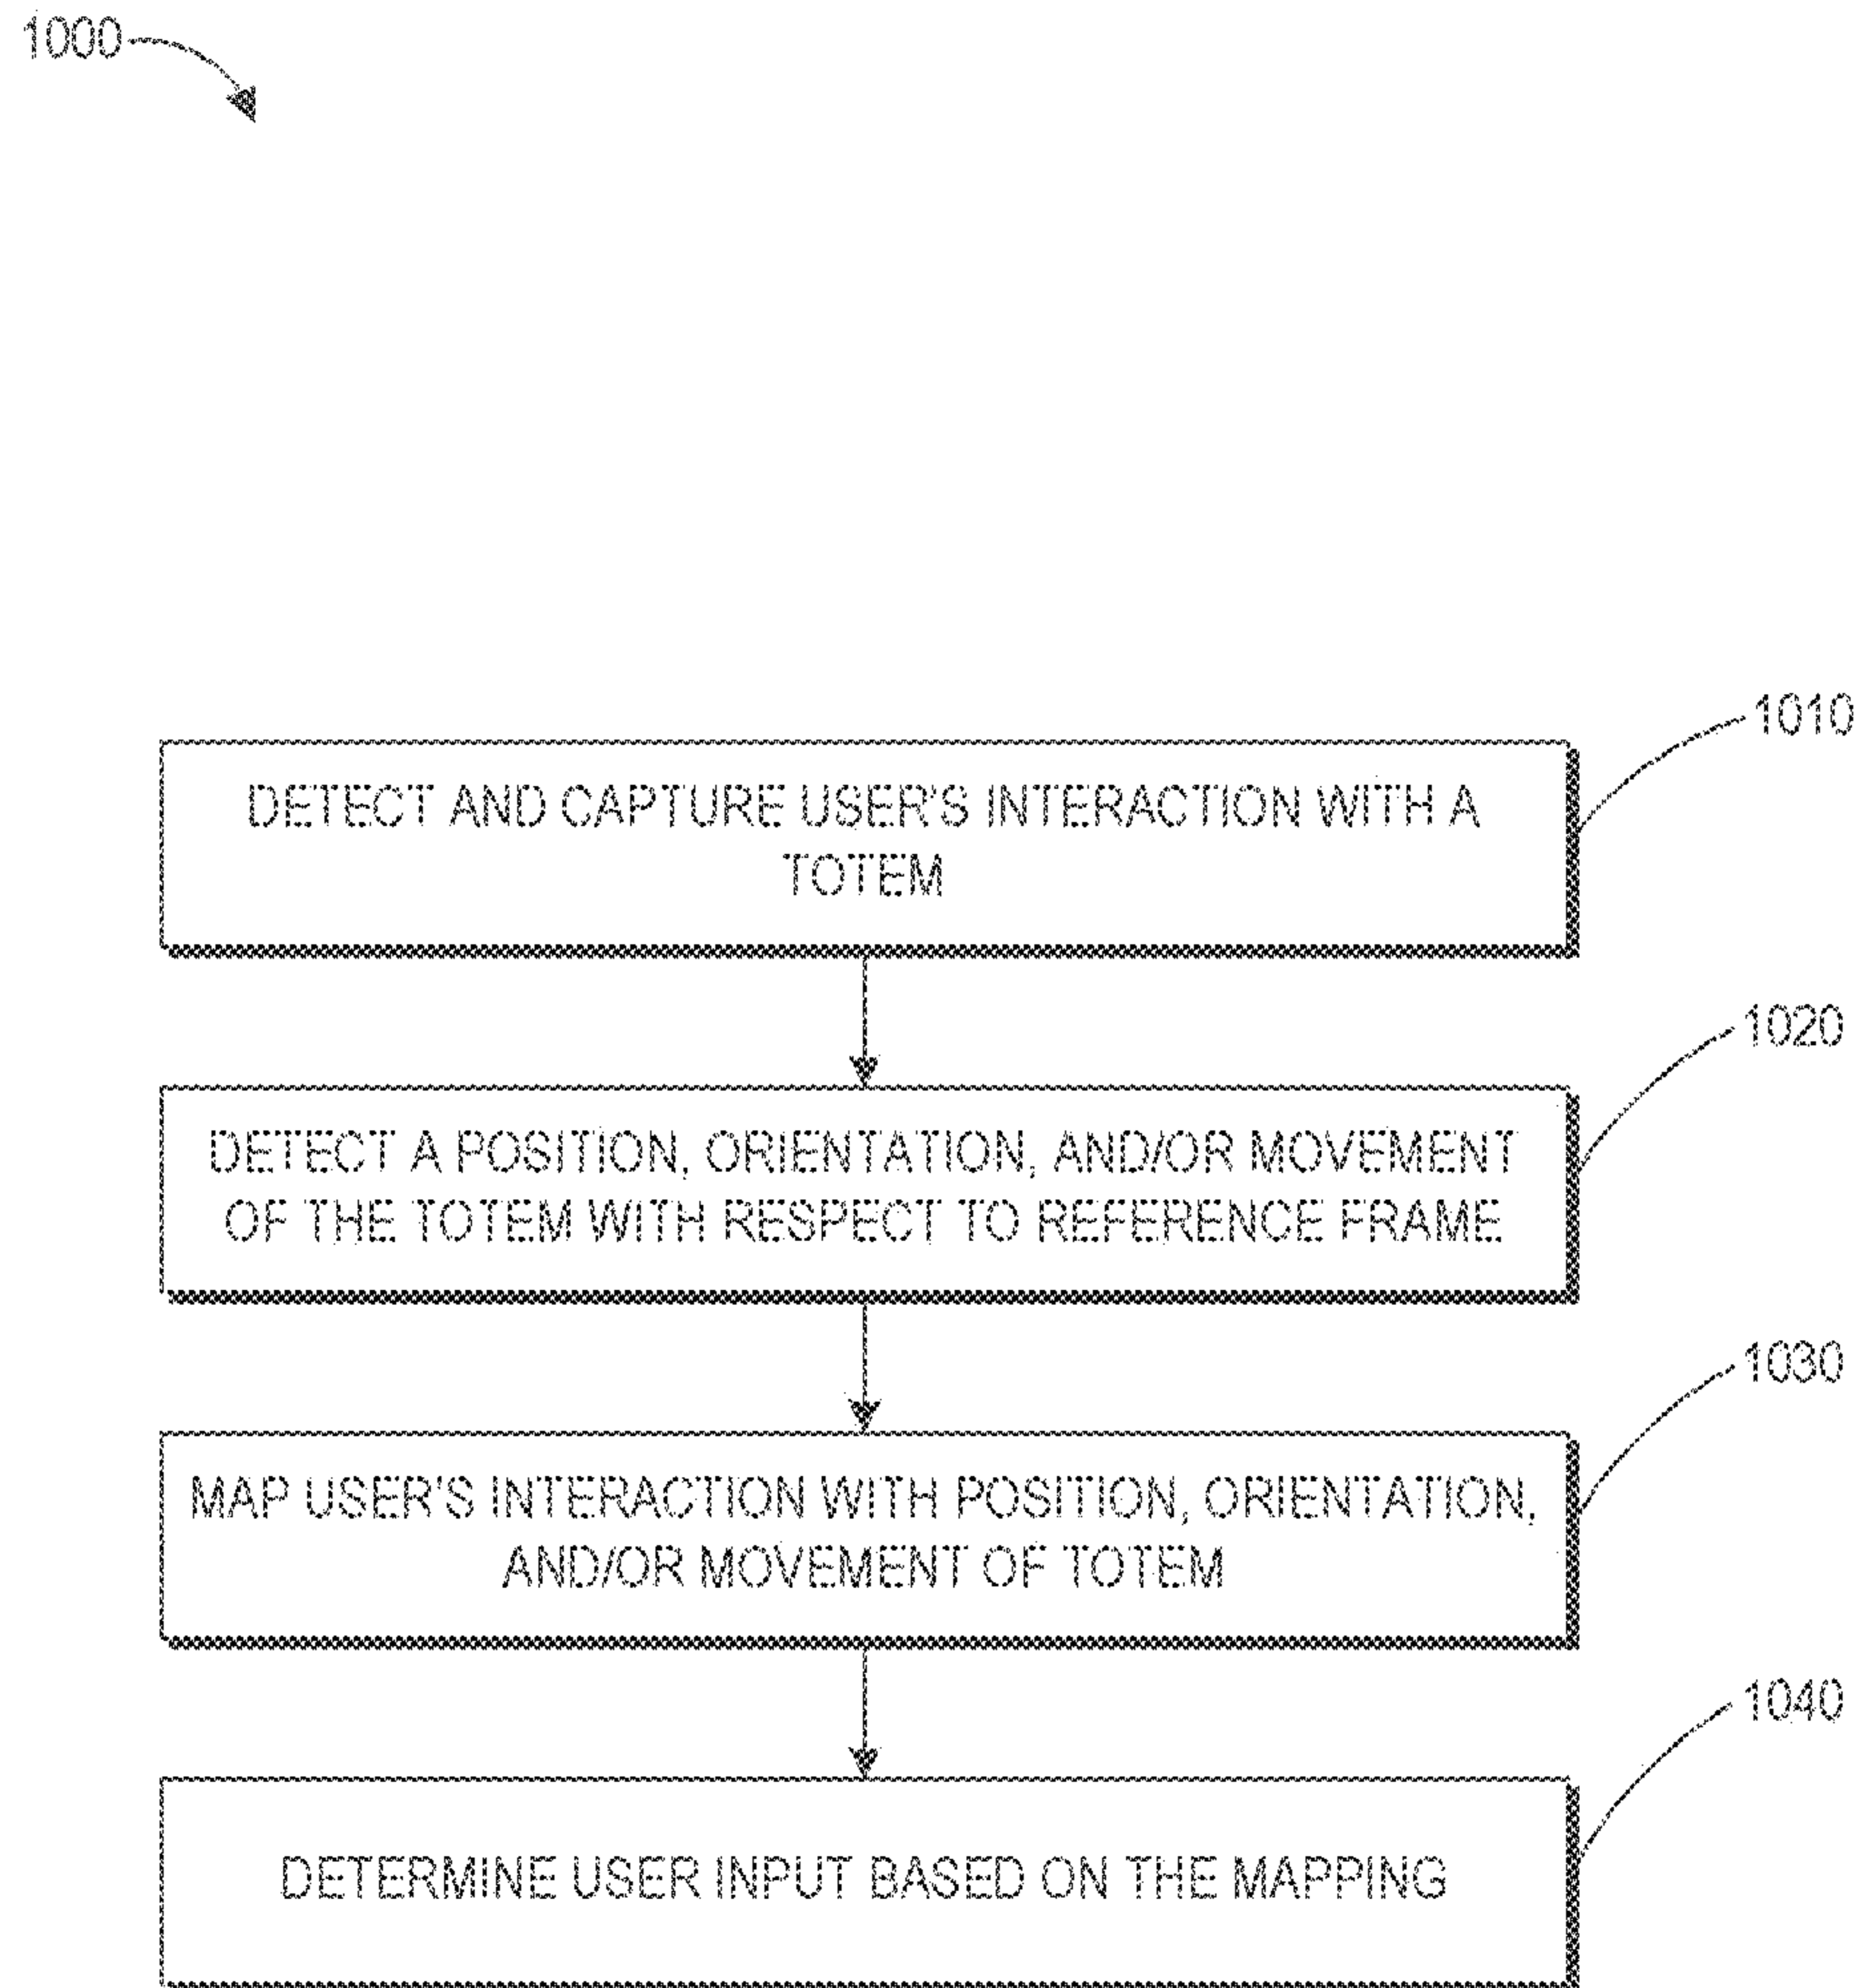 1000
1010
DETECT AND CAPTURE USER'S INTERACTION WITH A
TOTEM
1020
DETECT A POSITION, ORIENTATION, AND/OR MOVEMENT
OF THE TOTEM WITH RESPECT TO REFERENCE FRAME
1030
MAP USER'S INTERACTION WITH POSITION, ORIENTATION,
AND/OR MOVEMENT OF TOTEM
1040
DETERMINE USER INPUT BASED ON THE MAPPING